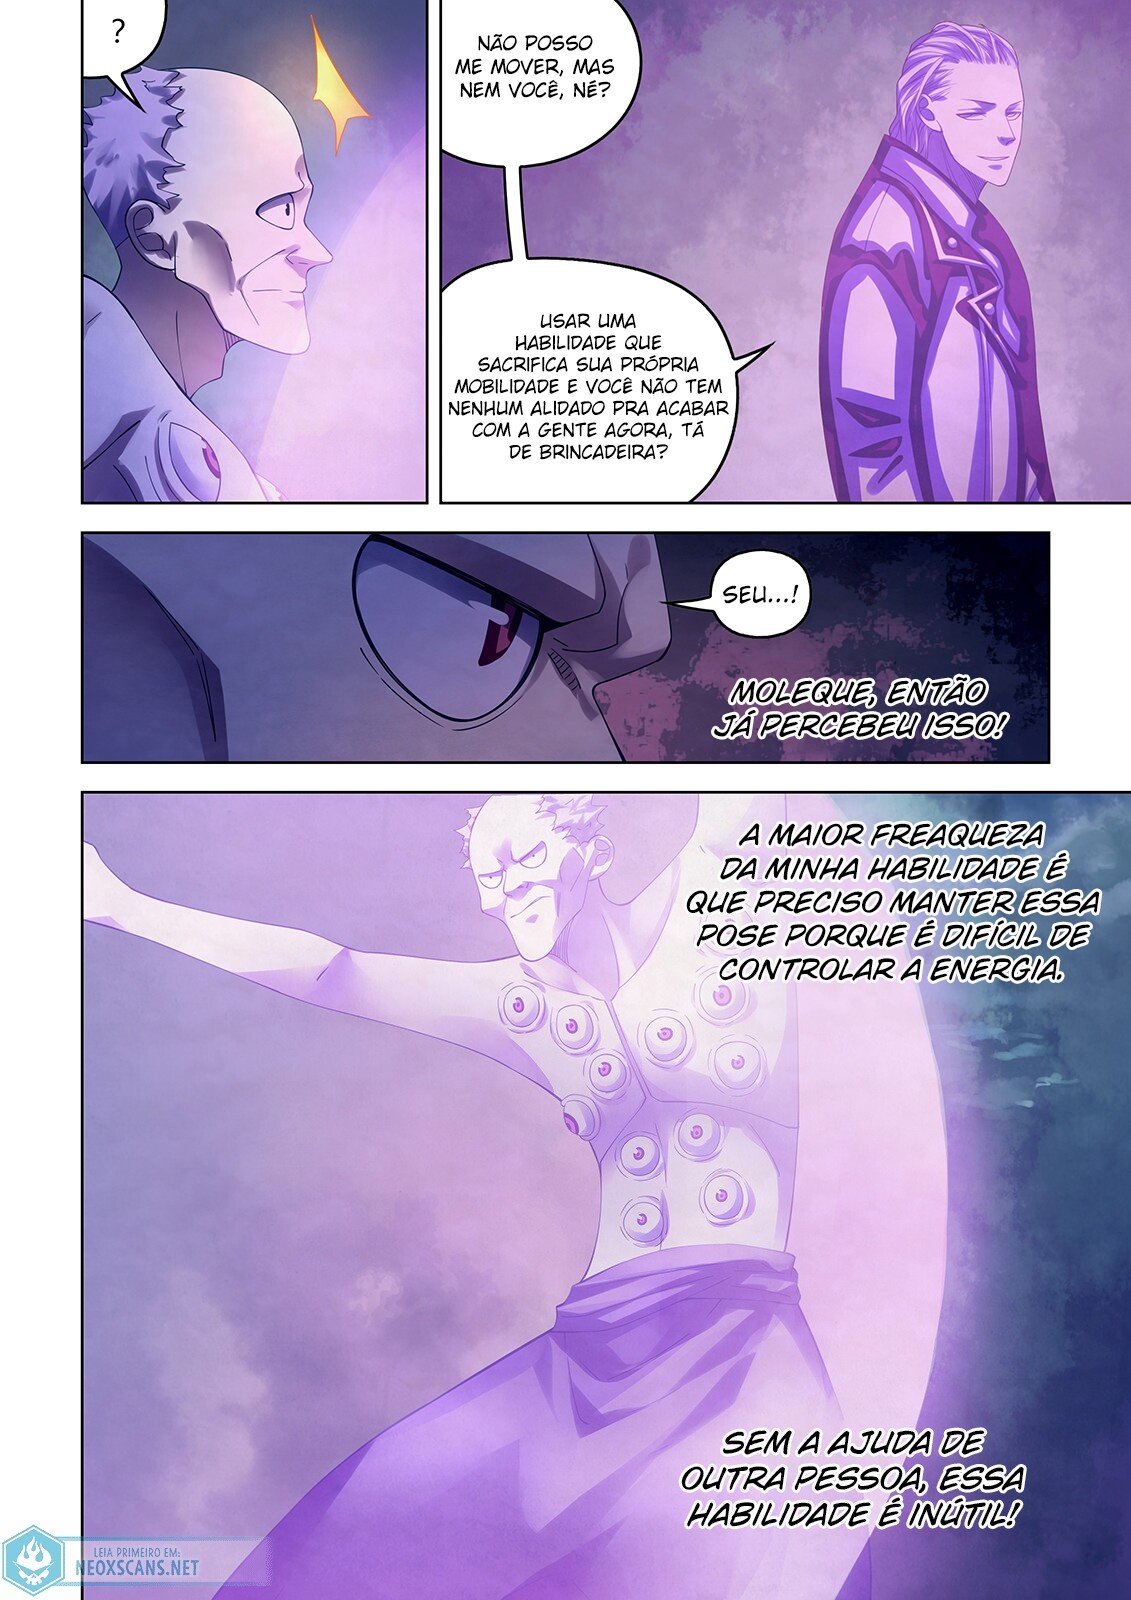 ?
NÃO POSSO
ME MOVER, MAS
NEM VOCÊ, NÉ?
USAR UMA
HABILIDADE QUE
SACRIFICA SUA PRÓPRIA
MOBILIDADE E VOCÊ NÃO TEM
NENHUM ALIDADO PRA ACABAR
COM A GENTE AGORA, TÁ
DE BRINCADEIRA?
SEU...!
MOLEQUE, ENTÃO
JÁ PERCEBEU ISSO!
A MAIOR FREAQUEZA
DA MINHA HABILIDADE É
QUE PRECISO MANTER ESSA
POSE PORQUE É DIFÍCIL DE
CONTROLAR A ENERGIA.
SEM A AJUDA DE
OUTRA PESSOA, ESSA
HABILIDADE É INÚTIL!
LEIA PRIMEIRO EM:
NEOXSCANS.NET